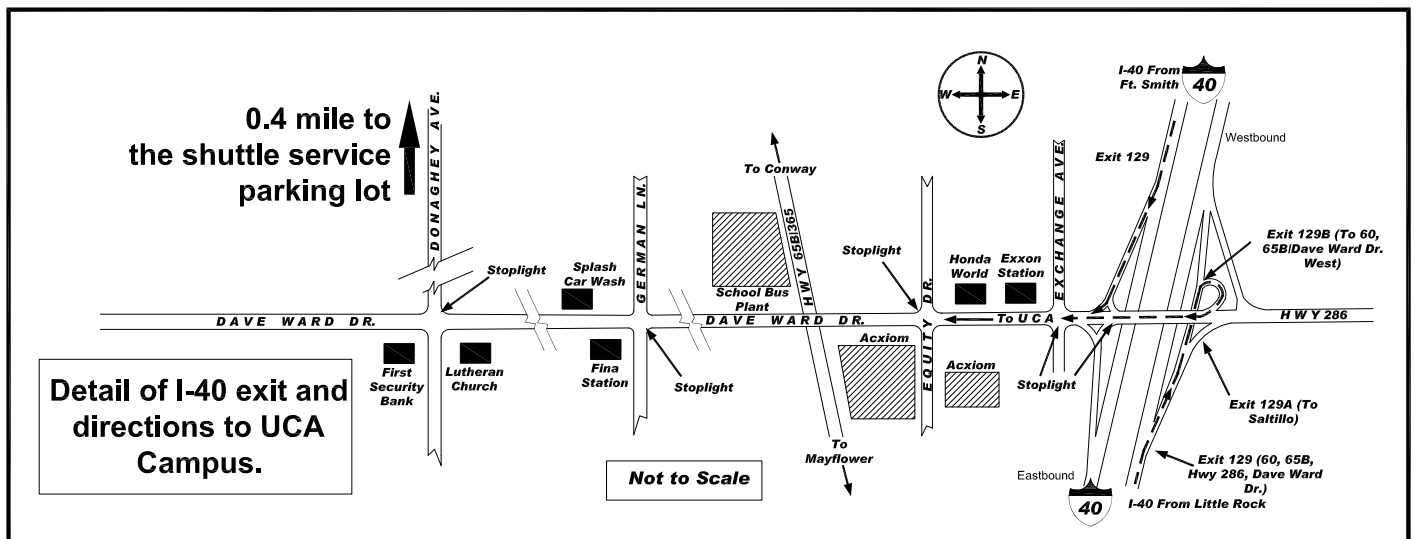 0.4 mile to
the shuttle service
parking lot
DONAGHEY AVE.
Stoplight
Splash
Car Wash
GERMAN LN.
School Bus
Plant
To Conway
HWY 65B|365
Stoplight
EQUITY DR.
Honda
World
Exxon
Station
EXCHANGE AVE.
N
W
E
S
I-40 From
Ft. Smith
40
Westbound
Exit 129
Exit 129B (To 60,
65B|Dave Ward Dr.
West)
DAVE WARD DR.
DAVE WARD DR.
To UCA
HWY 286
First
Security
Bank
Lutheran
Church
Fina
Station
Stoplight
Acxiom
Acxiom
Stoplight
Exit 129A (To
Saltillo)
Exit 129 (60, 65B,
Hwy 286, Dave Ward
Dr.)
I-40 From Little Rock
Eastbound
40
To
Mayflower
Not to Scale
Detail of I-40 exit and
directions to UCA
Campus.